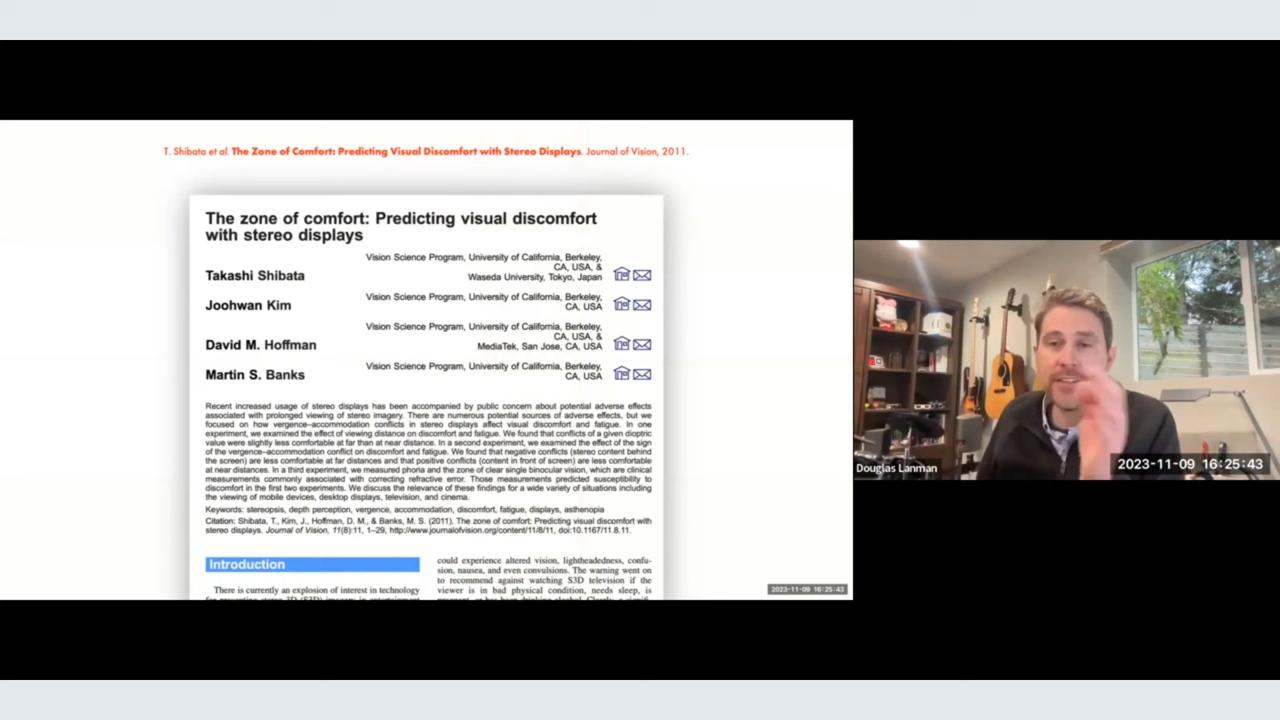 T. Shibata et al. The Zone of Comfort: Predicting Visual Discomfort with Stereo Displays. Journal of Vision, 2011.
The zone of comfort: Predicting visual discomfort
with stereo displays
Takashi Shibata
Vision Science Program, University of California, Berkeley,
CA, USA, &
Waseda University, Tokyo, Japan
Joohwan Kim
Vision Science Program, University of California, Berkeley,
CA, USA
David M. Hoffman
Vision Science Program, University of California, Berkeley,
CA, USA, &
MediaTek, San Jose, CA, USA
Martin S. Banks
Vision Science Program, University of California, Berkeley,
CA, USA
Recent increased usage of stereo displays has been accompanied by public concern about potential adverse effects
associated with prolonged viewing of stereo imagery. There are numerous potential sources of adverse effects, but we
focused on how vergence–accommodation conflicts in stereo displays affect visual discomfort and fatigue. In one
experiment, we examined the effect of viewing distance on discomfort and fatigue. We found that conflicts of a given dioptric
value were slightly less comfortable at far than at near distance. In a second experiment, we examined the effect of the sign
of the vergence–accommodation conflict on discomfort and fatigue. We found that negative conflicts (stereo content behind
the screen) are less comfortable at far distances and that positive conflicts (content in front of screen) are less comfortable
at near distances. In a third experiment, we measured phoria and the zone of clear single binocular vision, which are clinical
measurements commonly associated with correcting refractive error. Those measurements predicted susceptibility to
discomfort in the first two experiments. We discuss the relevance of these findings for a wide variety of situations including
the viewing of mobile devices, desktop displays, television, and cinema.
Keywords: stereopsis, depth perception, vergence, accommodation, discomfort, fatigue, displays, asthenopia
Citation: Shibata, T., Kim, J., Hoffman, D. M., & Banks, M. S. (2011). The zone of comfort: Predicting visual discomfort with
stereo displays. Journal of Vision, 11(8):11, 1–29, http://www.journalofvision.org/content/11/8/11, doi:10.1167/11.8.11.
Introduction
There is currently an explosion of interest in technology
could experience altered vision, lightheadedness, confu-
sion, nausea, and even convulsions. The warning went on
to recommend against watching S3D television if the
viewer is in bad physical condition, needs sleep, is
2023-11-09 16:25:43
Douglas Lanman
2023-11-09 16:25:43